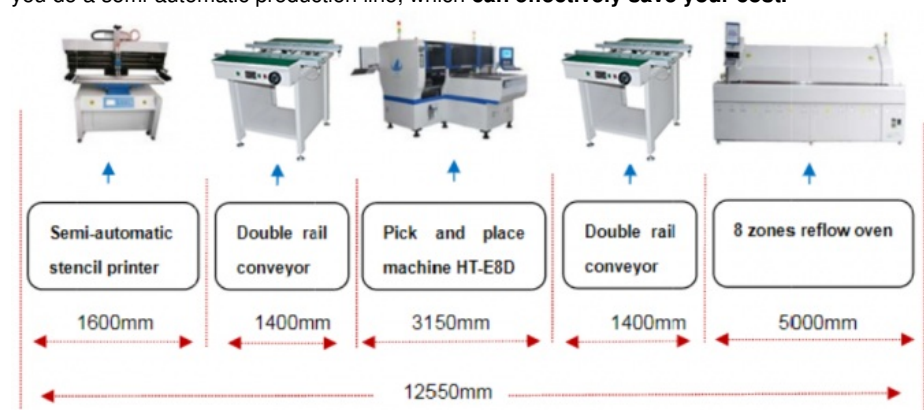 you do a semi-automatic production line, which can effectively save your cost.
Semi-automatic
stencil printer
Double rail
conveyor
Pick and place
machine HT-E8D
Double rail
conveyor
8 zones reflow oven
1600mm
1400mm
3150mm
1400mm
5000mm
12550mm